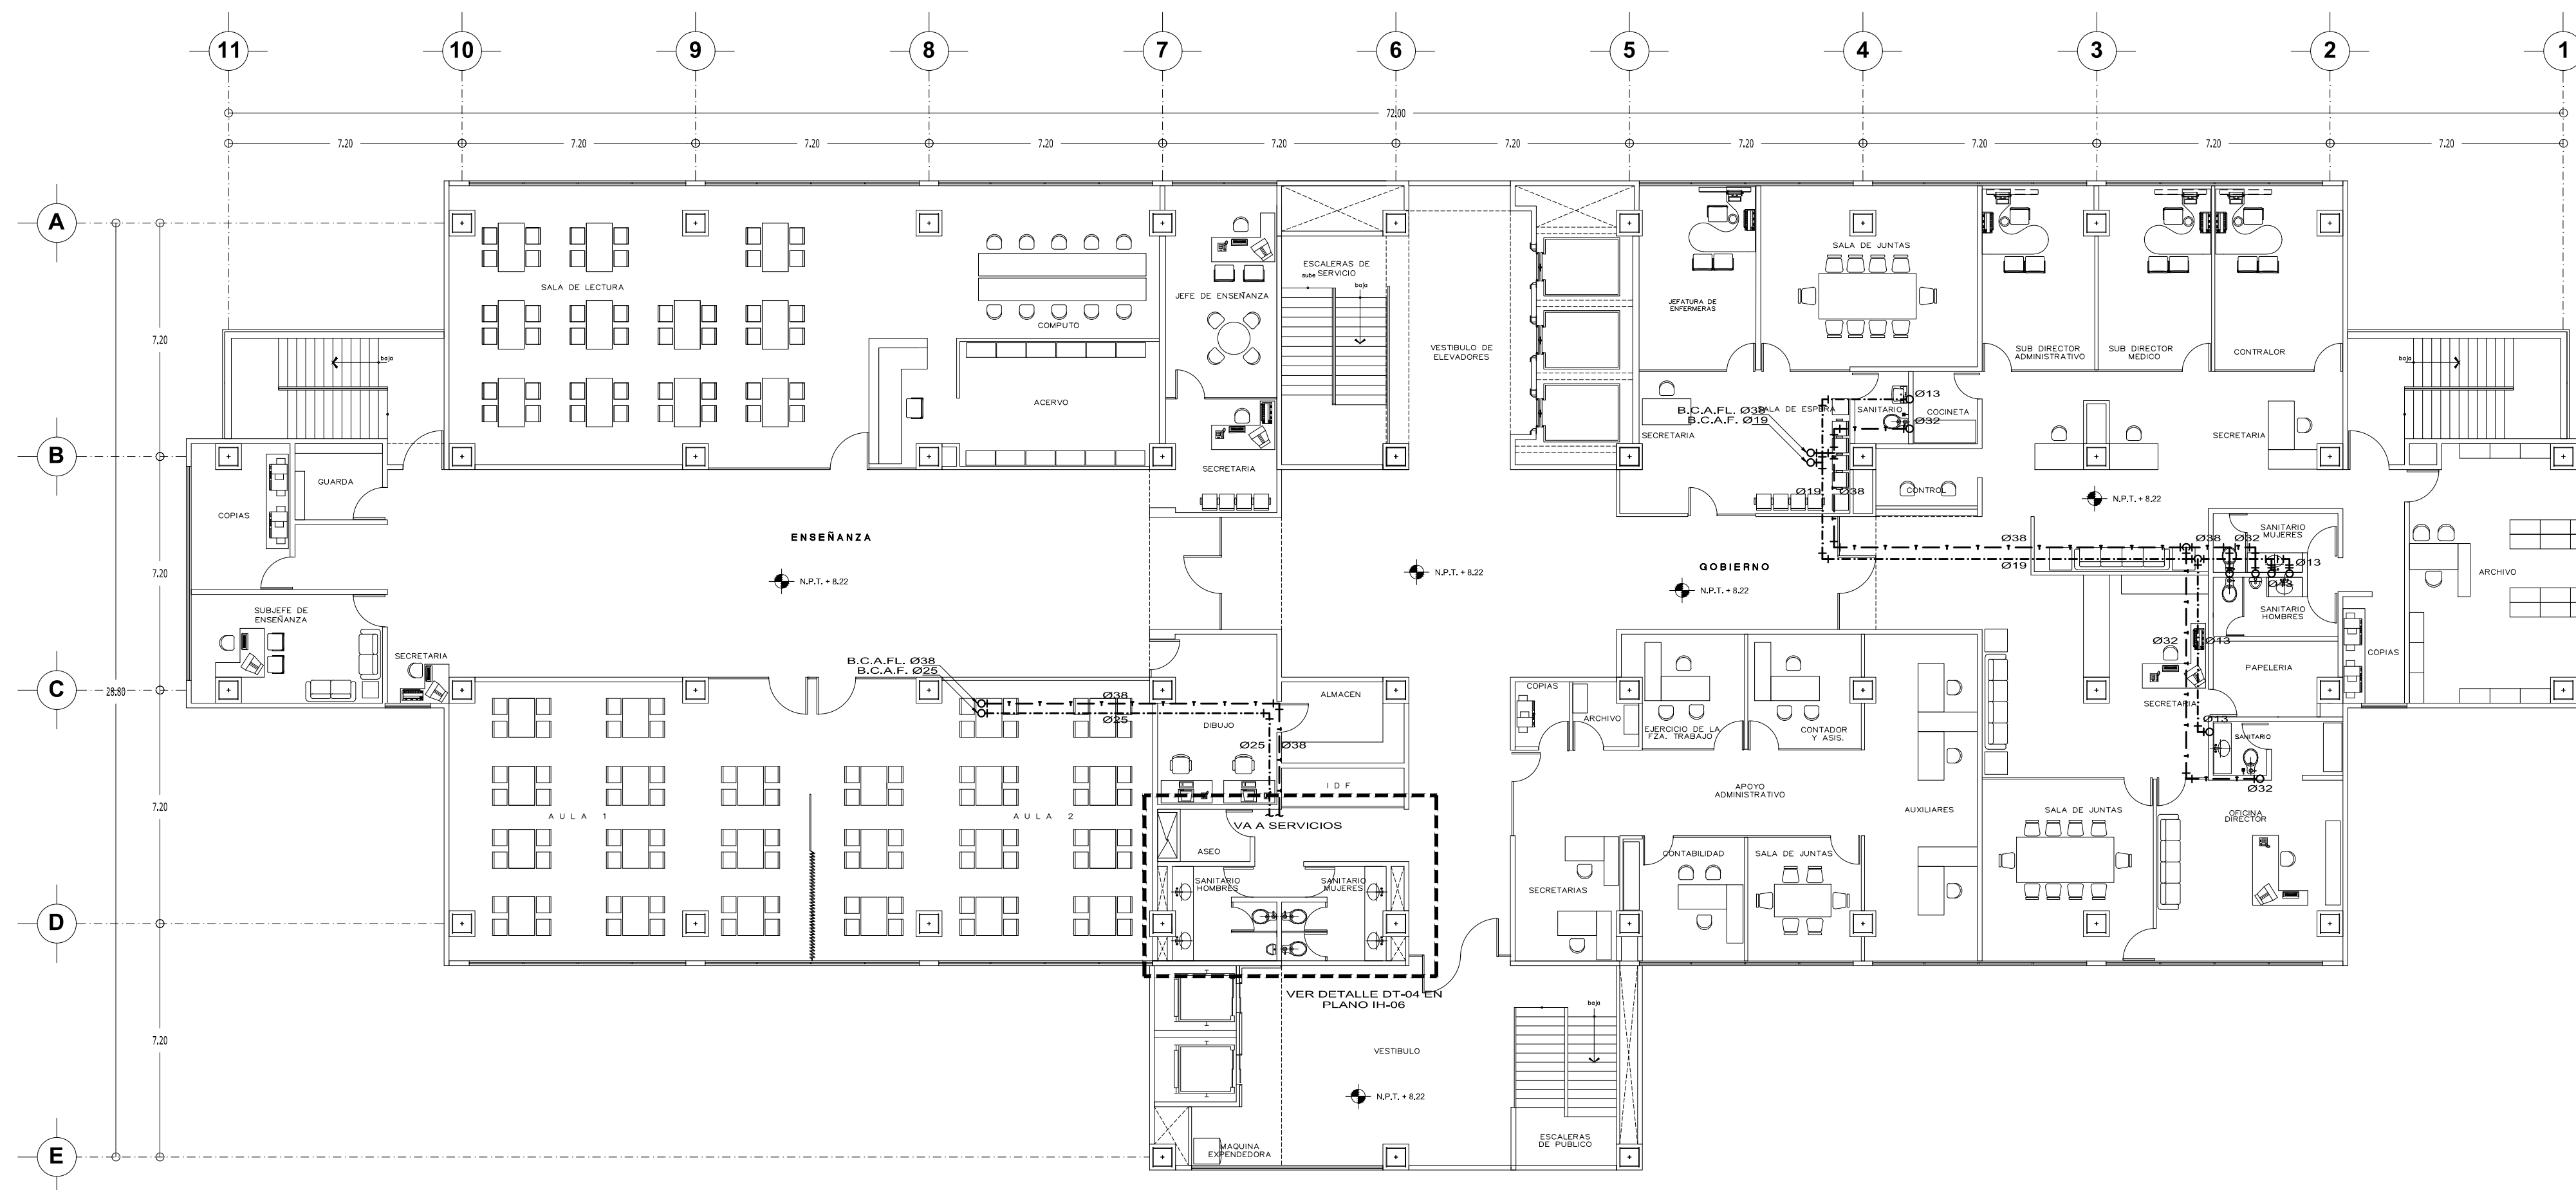 11
10
9
8
7
6
5
4
3
2
1
72.00
7.20
7.20
7.20
7.20
7.20
7.20
7.20
7.20
7.20
7.20
A
B
C
D
E
7.20
7.20
7.20
7.20
28.80
SALA DE LECTURA
COMPUTO
ACERVO
JEFE DE ENSEÑANZA
SECRETARIA
ESCALERAS DE
sube SERVICIO
baja
VESTIBULO DE
ELEVADORES
JEFATURA DE
ENFERMERAS
SALA DE JUNTAS
SUB DIRECTOR
ADMINISTRATIVO
SUB DIRECTOR
MEDICO
CONTRALOR
baja
baja
B.C.A.FL. Ø38
B.C.A.F. Ø19
SALA DE ESPERA
SECRETARIA
SANITARIO
COCINETA
Ø13
Ø32
Ø19
Ø38
CONTROL
SECRETARIA
N.P.T. + 8.22
GUARDA
COPIAS
ENSEÑANZA
N.P.T. + 8.22
N.P.T. + 8.22
GOBIERNO
N.P.T. + 8.22
Ø38
Ø19
Ø38
Ø32
SANITARIO
MUJERES
Ø13
Ø13
SANITARIO
HOMBRES
ARCHIVO
SUBJEFE DE
ENSEÑANZA
SECRETARIA
Ø32
Ø13
PAPELERIA
COPIAS
SECRETARIA
Ø13
SANITARIO
Ø32
B.C.A.FL. Ø38
B.C.A.F. Ø25
Ø38
Ø25
DIBUJO
Ø25
Ø38
ALMACEN
I D F
VA A SERVICIOS
AULA 1
AULA 2
ASEO
SANITARIO
HOMBRES
SANITARIO
MUJERES
VER DETALLE DT-04 EN
PLANO IH-06
COPIAS
ARCHIVO
EJERCICIO DE LA
FZA. TRABAJO
CONTADOR
Y ASIS.
APOYO
ADMINISTRATIVO
AUXILIARES
SALA DE JUNTAS
OFICINA
DIRECTOR
CONTABILIDAD
SALA DE JUNTAS
SECRETARIAS
baja
VESTIBULO
N.P.T. + 8.22
MAQUINA
EXPENDEDORA
ESCALERAS
DE PUBLICO